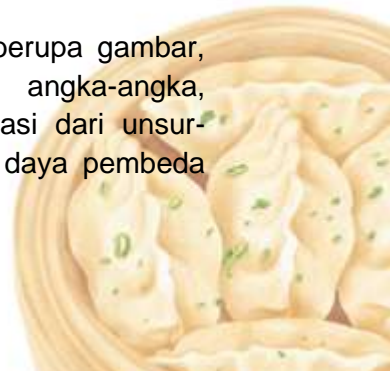 berupa gambar,
angka-angka,
asi dari unsur-
daya pembeda